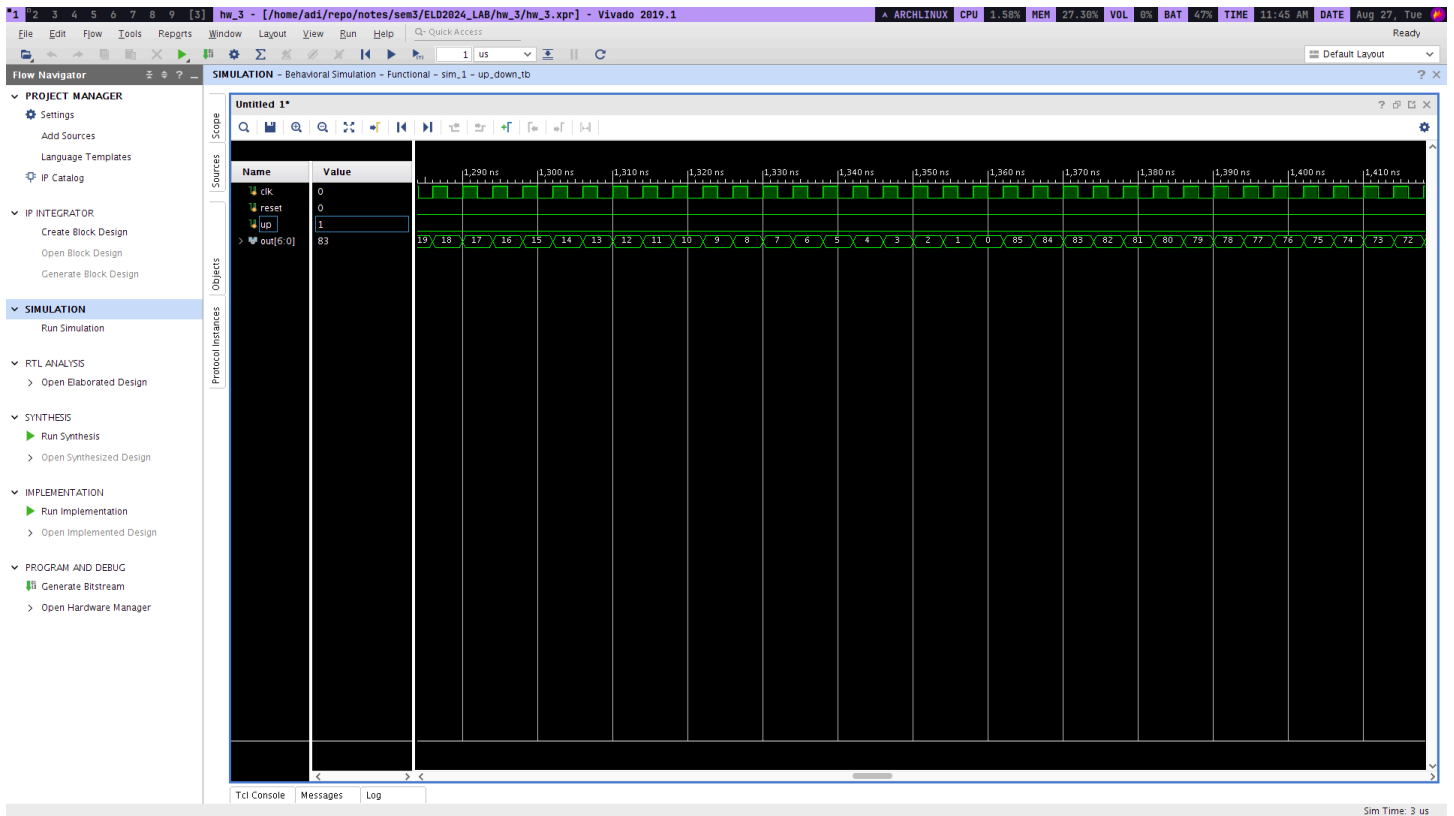 1 2 3 4 5 6 7 8 9 [3] hw_3 - [/home/adi/repo/notes/sem3/ELD2024_LAB/hw_3/hw_3.xpr] - Vivado 2019.1 ^ ARCHLINUX CPU 1.58% MEM 27.30% VOL 0% BAT 47% TIME 11:45 AM DATE Aug 27, Tue
File Edit Flow Tools Reports Window Layout View Run Help Q- Quick Access Ready
1 us Default Layout
Flow Navigator ? _ SIMULATION - Behavioral Simulation - Functional - sim_1 - up_down_tb ? X
PROJECT MANAGER
Settings
Add Sources
Language Templates
IP Catalog
IP INTEGRATOR
Create Block Design
Open Block Design
Generate Block Design
SIMULATION
Run Simulation
RTL ANALYSIS
Open Elaborated Design
SYNTHESIS
Run Synthesis
Open Synthesized Design
IMPLEMENTATION
Run Implementation
Open Implemented Design
PROGRAM AND DEBUG
Generate Bitstream
Open Hardware Manager
Scope
Sources
Objects
Protocol Instances
Untitled 1* ?
Name Value 1,290 ns 1,300 ns 1,310 ns 1,320 ns 1,330 ns 1,340 ns 1,350 ns 1,360 ns 1,370 ns 1,380 ns 1,390 ns 1,400 ns 1,410 ns
clk 0
reset 0
up 1
out[6:0] 83 19 18 17 16 15 14 13 12 11 10 9 8 7 6 5 4 3 2 1 0 85 84 83 82 81 80 79 78 77 76 75 74 73 72
Tcl Console Messages Log
Sim Time: 3 us